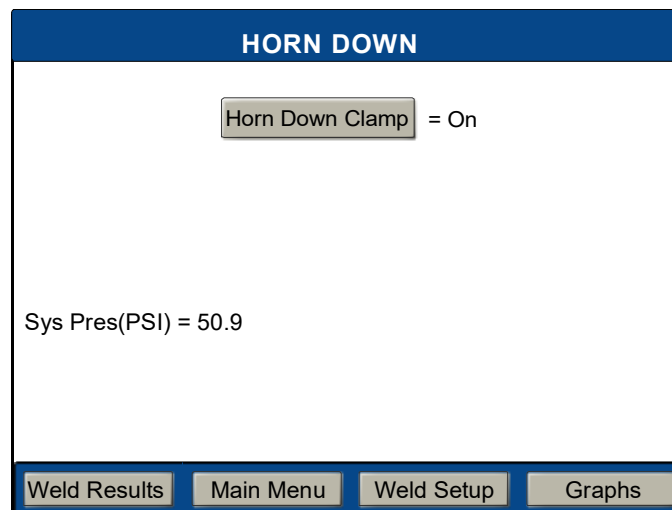 HORN DOWN
Horn Down Clamp = On
Sys Pres(PSI) = 50.9
Weld Results Main Menu Weld Setup Graphs